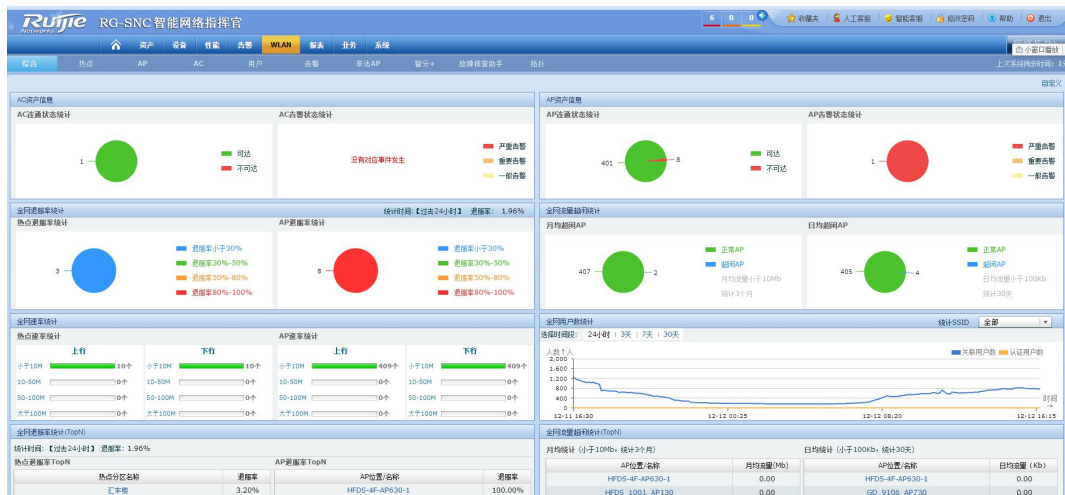 Ruijie Networks RG-SNC智能网络指挥官
6 0 0 收藏夹 人工客服 智能客服 修改密码 帮助 退出
资产 设备 性能 告警 WLAN 报表 业务 系统
小窗口播放
综合 热点 AP AC 用户 告警 非法AP 智分+ 故障排查助手 拓扑
上次系统同步时间：
自定义
AC资产信息
AC连通状态统计 AC告警状态统计
1
可达
不可达
没有对应事件发生
严重告警
重要告警
一般告警
AP资产信息
AP连通状态统计 AP告警状态统计
401 8
可达
不可达
1
严重告警
重要告警
一般告警
全网退服率统计 统计时间:【过去24小时】 退服率: 1.96%
热点退服率统计 AP退服率统计
3
退服率小于30%
退服率30%-50%
退服率50%-80%
退服率80%-100%
8
退服率小于30%
退服率30%-50%
退服率50%-80%
退服率80%-100%
全网流量超闲统计
月均超闲AP 日均超闲AP
407 2
正常AP
超闲AP
月均流量小于10Mb
统计3个月
405 4
正常AP
超闲AP
日均流量小于100Kb
统计30天
全网速率统计
热点速率统计 AP速率统计
上行 下行 上行 下行
小于10M 10个 小于10M 10个 小于10M 409个 小于10M 409个
10-50M 0个 10-50M 0个 10-50M 0个 10-50M 0个
50-100M 0个 50-100M 0个 50-100M 0个 50-100M 0个
大于100M 0个 大于100M 0个 大于100M 0个 大于100M 0个
全网用户数统计 统计SSID 全部
选择时间段: 24小时 | 3天 | 7天 | 30天
人数↑人 关联用户数 认证用户数
2,000
1,600
1,200
800
400
0
时间
12-11 16:30 12-12 00:25 12-12 08:20 12-12 16:15
全网退服率统计(TopN)
统计时间:【过去24小时】 退服率: 1.96%
热点退服率TopN AP退服率TopN
热点分区名称 退服率 AP位置/名称 退服率
汇丰楼 3.20% HFDS-4F-AP630-1 100.00%
全网流量超闲统计(TopN)
月均统计（小于10Mb，统计3个月） 日均统计（小于100Kb，统计30天）
AP位置/名称 月均流量(Mb) AP位置/名称 日均流量（Kb）
HFDS-4F-AP630-1 0.00 HFDS-4F-AP630-1 0.00
HFDS_1001_AP130 0.00 GD_9106_AP730 0.00